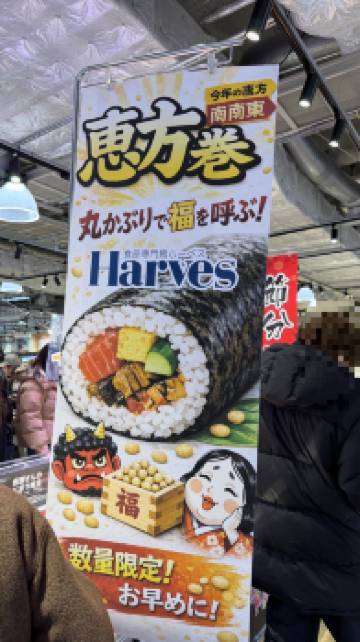 今年の恵方
南南東
恵方巻
丸かぶりで福を呼ぶ!
食品専門館ハーベス
Harves
節分
福
数量限定!
お早めに!